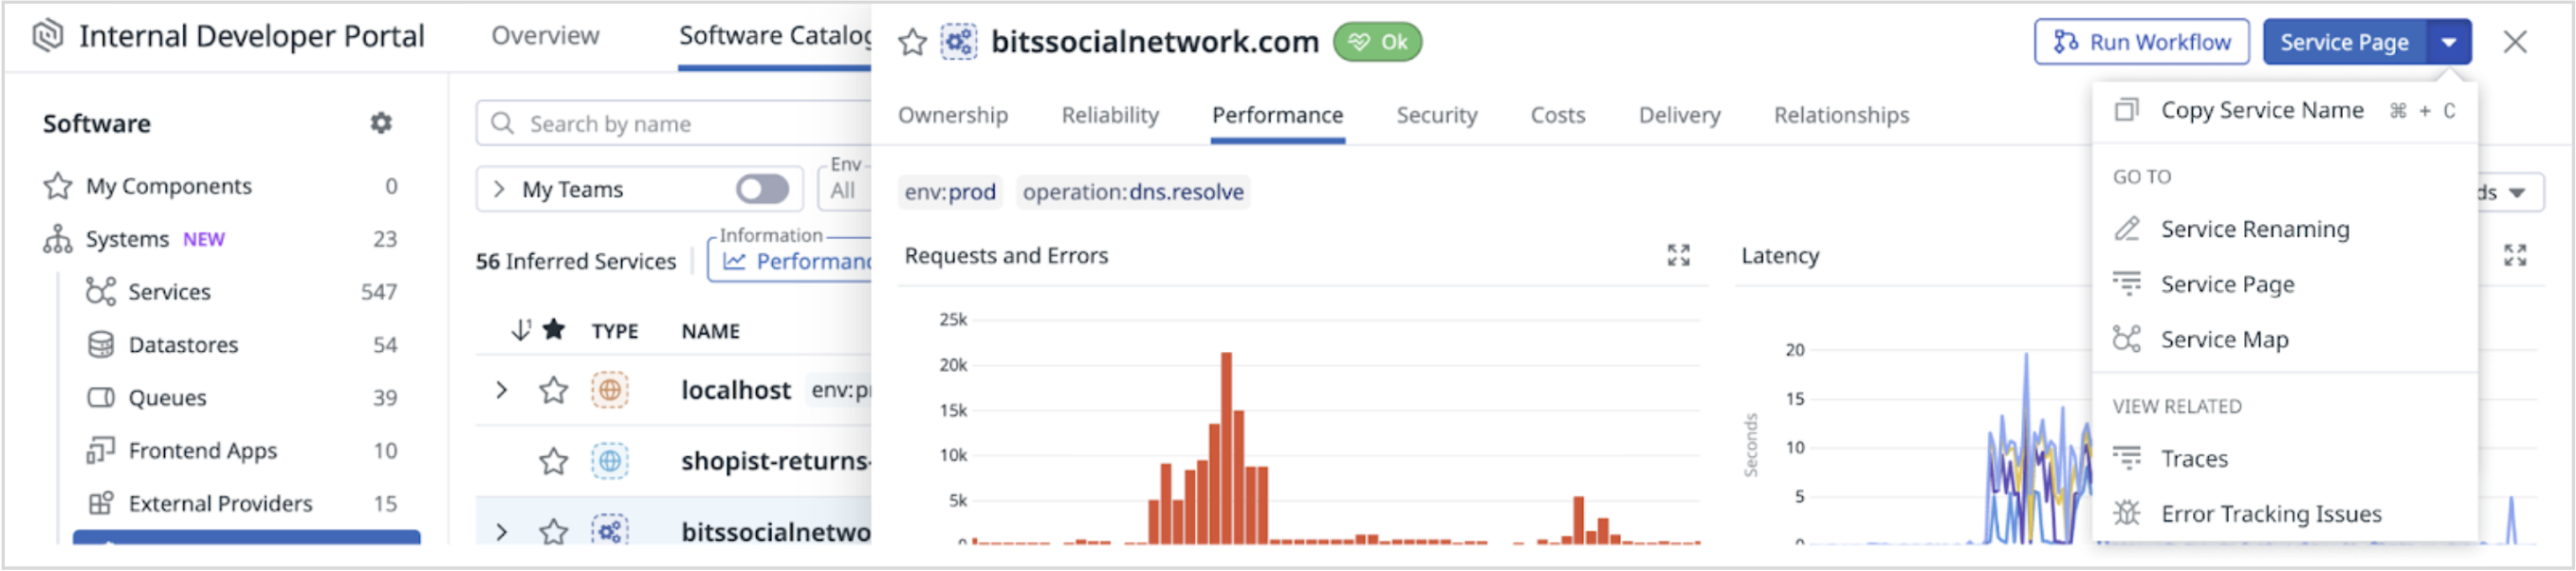 Internal Developer Portal
Overview
Software Catalog
Software
My Components 0
Systems NEW 23
Services 547
Datastores 54
Queues 39
Frontend Apps 10
External Providers 15
Search by name
My Teams
Env
All
56 Inferred Services
Information
Performanc
TYPE NAME
localhost env:p
shopist-returns-
bitssocialnetwo
bitssocialnetwork.com Ok
Run Workflow
Service Page
Ownership Reliability Performance Security Costs Delivery Relationships
env:prod operation:dns.resolve
ds
Requests and Errors
25k
20k
15k
10k
5k
0
Latency
Seconds
20
15
10
5
0
Copy Service Name ⌘ + C
GO TO
Service Renaming
Service Page
Service Map
VIEW RELATED
Traces
Error Tracking Issues